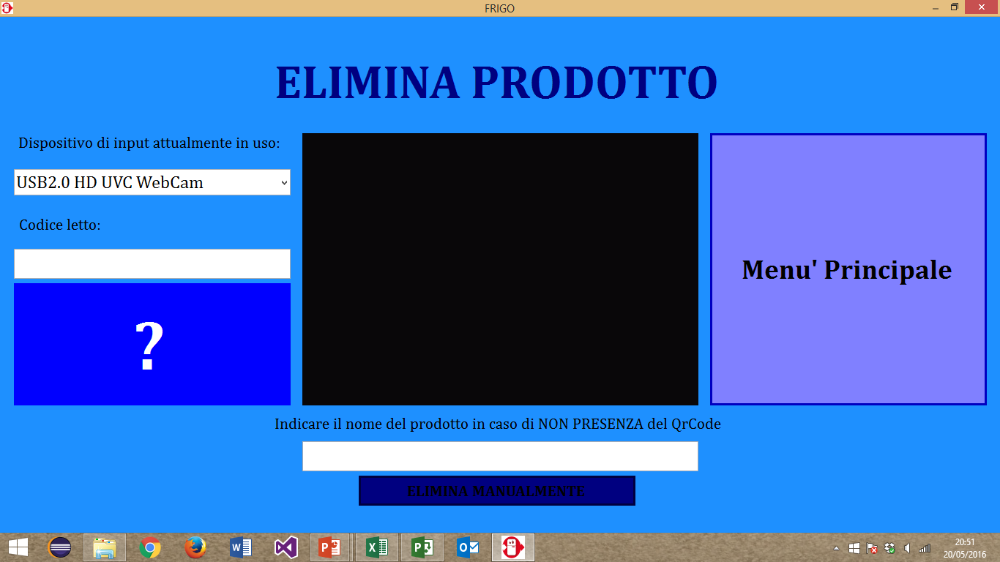 FRIGO
ELIMINA PRODOTTO
Dispositivo di input attualmente in uso:
USB2.0 HD UVC WebCam
Codice letto:
?
Menu' Principale
Indicare il nome del prodotto in caso di NON PRESENZA del QrCode
ELIMINA MANUALMENTE
20:51
20/05/2016